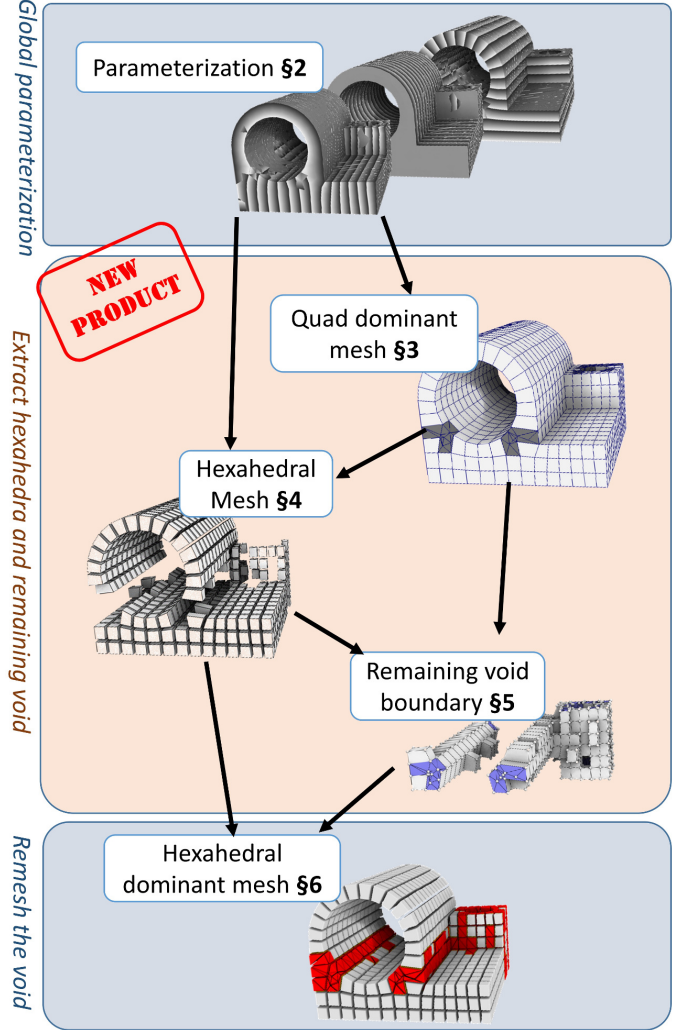 Global parameterization
Parameterization §2
NEW
PRODUCT
Extract hexahedra and remaining void
Quad dominant
mesh §3
Hexahedral
Mesh §4
Remaining void
boundary §5
Remesh the void
Hexahedral
dominant mesh §6